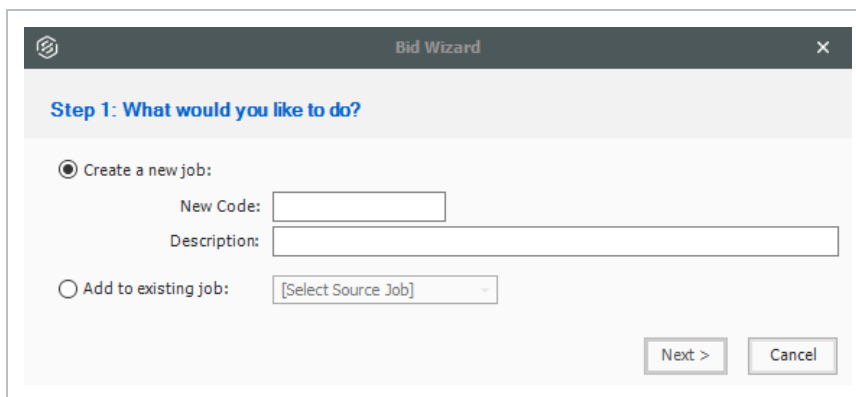 Bid Wizard
Step 1: What would you like to do?
Create a new job:
New Code:
Description:
Add to existing job: [Select Source Job]
Next > Cancel